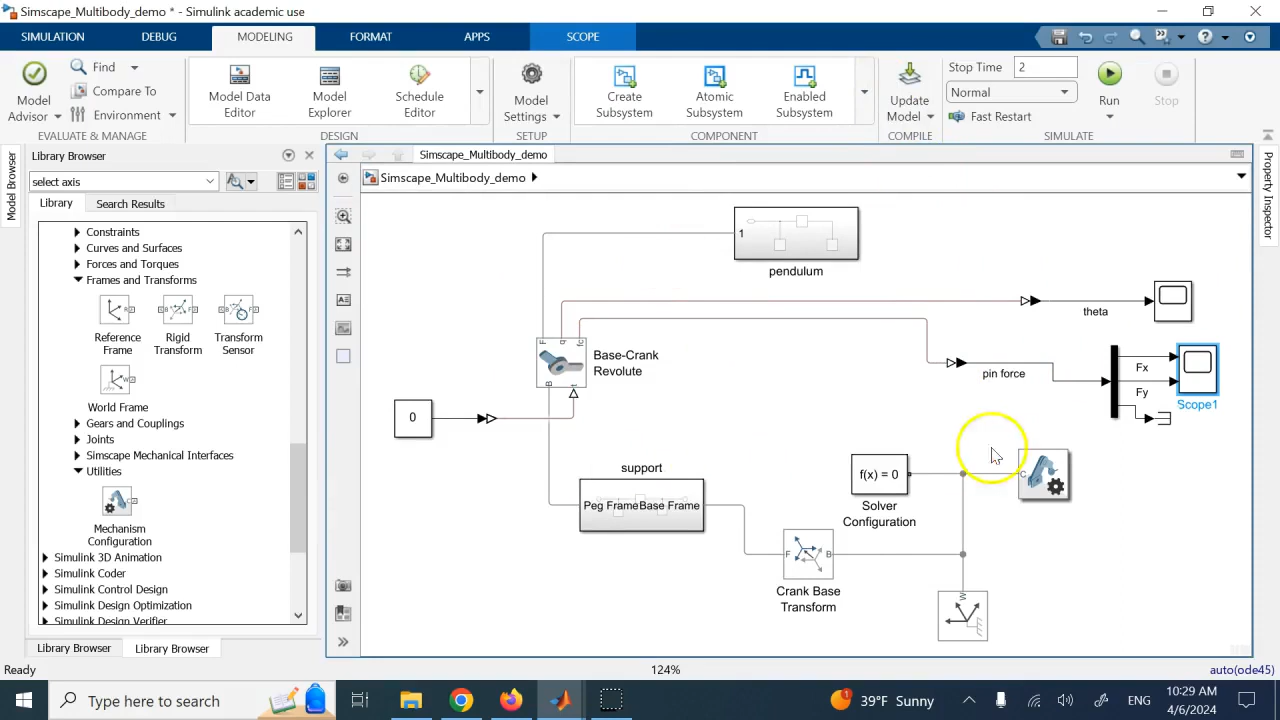 Simscape_Multibody_demo * - Simulink academic use
SIMULATION
DEBUG
MODELING
FORMAT
APPS
SCOPE
Model
Advisor
Find
Compare To
Environment
EVALUATE & MANAGE
Model Data
Editor
Model
Explorer
Schedule
Editor
DESIGN
Model
Settings
SETUP
Create
Subsystem
Atomic
Subsystem
Enabled
Subsystem
COMPONENT
Update
Model
COMPILE
Stop Time 2
Normal
Fast Restart
Run
Stop
SIMULATE
Model Browser
Library Browser
select axis
Library
Search Results
Constraints
Curves and Surfaces
Forces and Torques
Frames and Transforms
Reference
Frame
Rigid
Transform
Transform
Sensor
World Frame
Gears and Couplings
Joints
Simscape Mechanical Interfaces
Utilities
Mechanism
Configuration
Simulink 3D Animation
Simulink Coder
Simulink Control Design
Simulink Design Optimization
Simulink Design Verifier
Library Browser
Library Browser
Simscape_Multibody_demo
Simscape_Multibody_demo
1
pendulum
theta
F
q
fc
B
t
Base-Crank
Revolute
pin force
Fx
Fy
Scope1
0
support
Peg Frame
Base Frame
f(x) = 0
Solver
Configuration
C
F
B
Crank Base
Transform
W
Property Inspector
Ready
124%
auto(ode45)
Type here to search
1
39°F Sunny
ENG
10:29 AM
4/6/2024